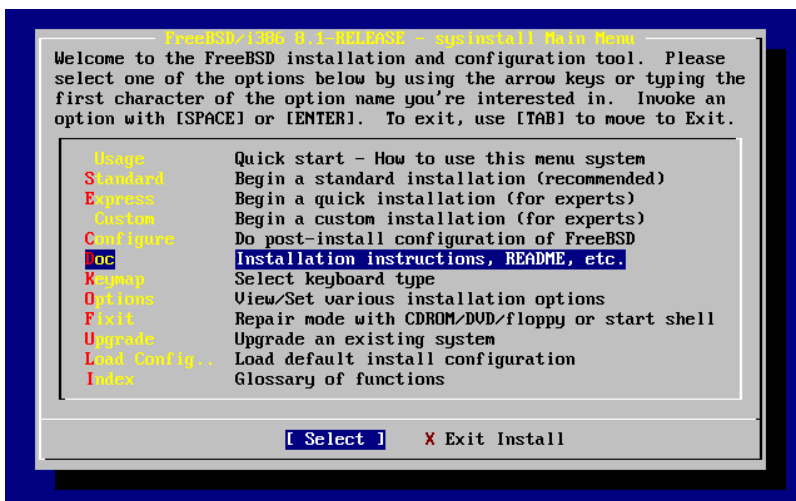 FreeBSD/i386 8.1-RELEASE - sysinstall Main Menu
Welcome to the FreeBSD installation and configuration tool.  Please
select one of the options below by using the arrow keys or typing the
first character of the option name you're interested in.  Invoke an
option with [SPACE] or [ENTER].  To exit, use [TAB] to move to Exit.
Usage Quick start - How to use this menu system
Standard Begin a standard installation (recommended)
Express Begin a quick installation (for experts)
Custom Begin a custom installation (for experts)
Configure Do post-install configuration of FreeBSD
Doc Installation instructions, README, etc.
Keymap Select keyboard type
Options View/Set various installation options
Fixit Repair mode with CDROM/DVD/floppy or start shell
Upgrade Upgrade an existing system
Load Config.. Load default install configuration
Index Glossary of functions
[ Select ] X Exit Install